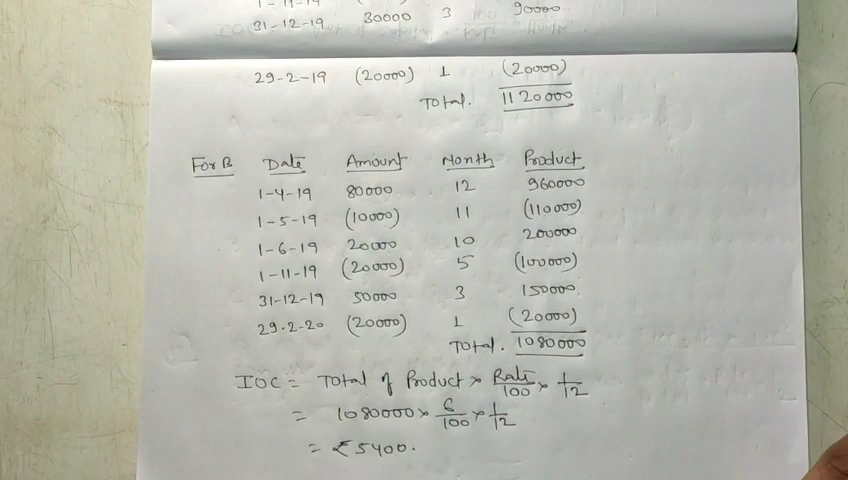 31-12-19 30000 3 90000
29-2-19 (20000) 1 (20000)
Total. 1120000
For B Date Amount Month Product
1-4-19 80000 12 960000
1-5-19 (10000) 11 (110000)
1-6-19 20000 10 200000
1-11-19 (20000) 5 (100000)
31-12-19 50000 3 150000
29.2-20 (20000) 1 (20000)
Total. 1080000
IOC = Total of Product × Rate/100 × 1/12
= 1080000 × 6/100 × 1/12
= ₹5400.